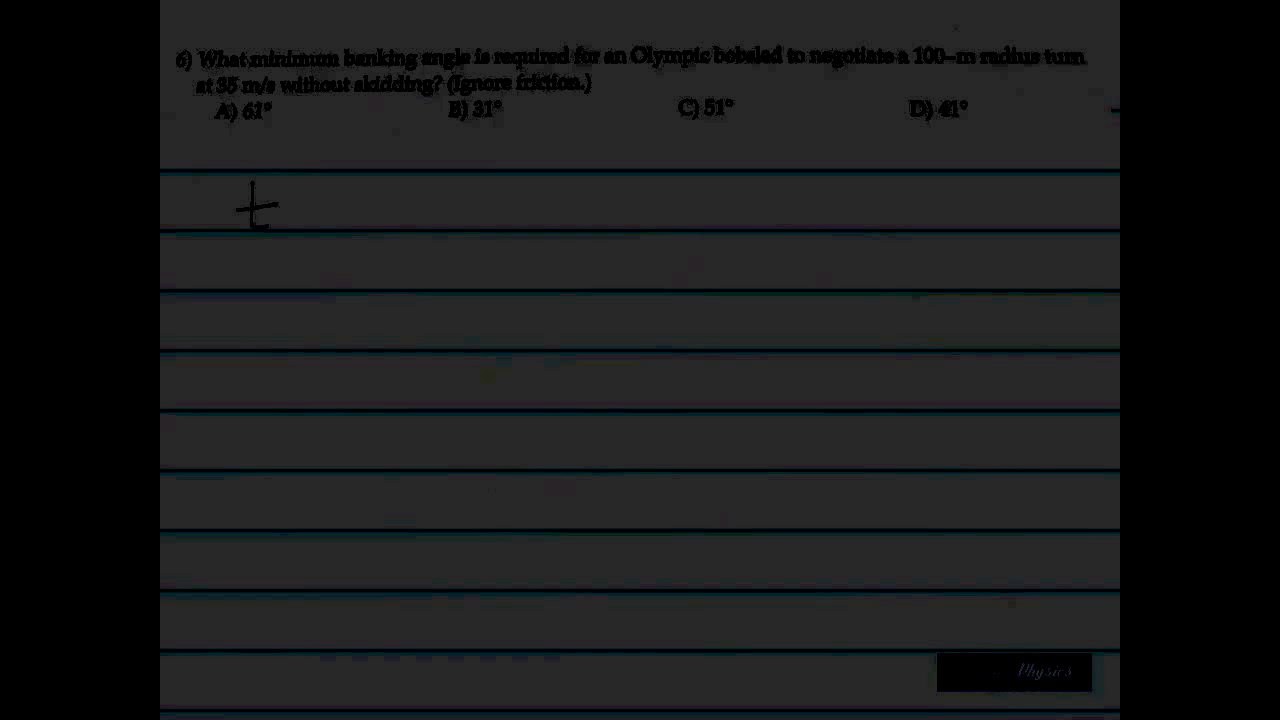 6) What minimum banking angle is required for an Olympic bobsled to negotiate a 100-m radius turn
at 35 m/s without skidding? (Ignore friction.)
A) 61° B) 31° C) 51° D) 41°
t
Physics